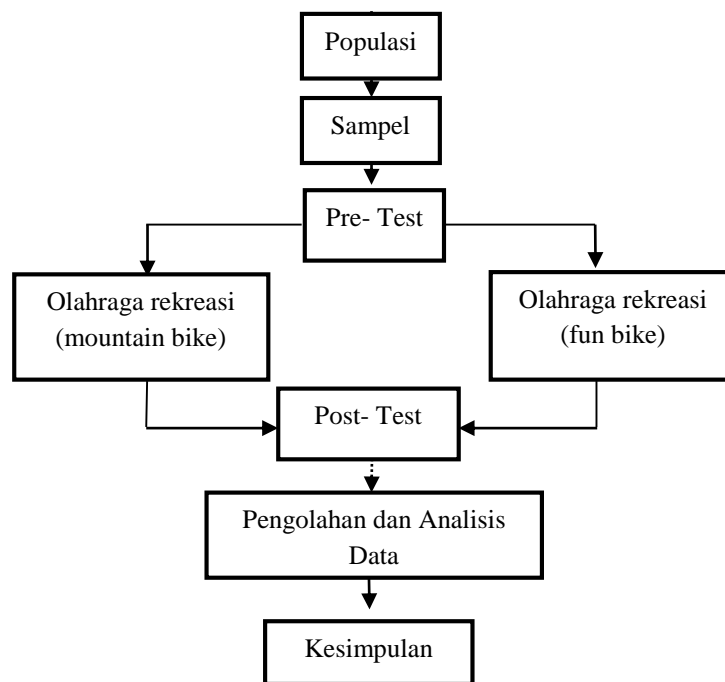 Populasi
Sampel
Pre- Test
Olahraga rekreasi
(mountain bike)
Olahraga rekreasi
(fun bike)
Post- Test
Pengolahan dan Analisis
Data
Kesimpulan